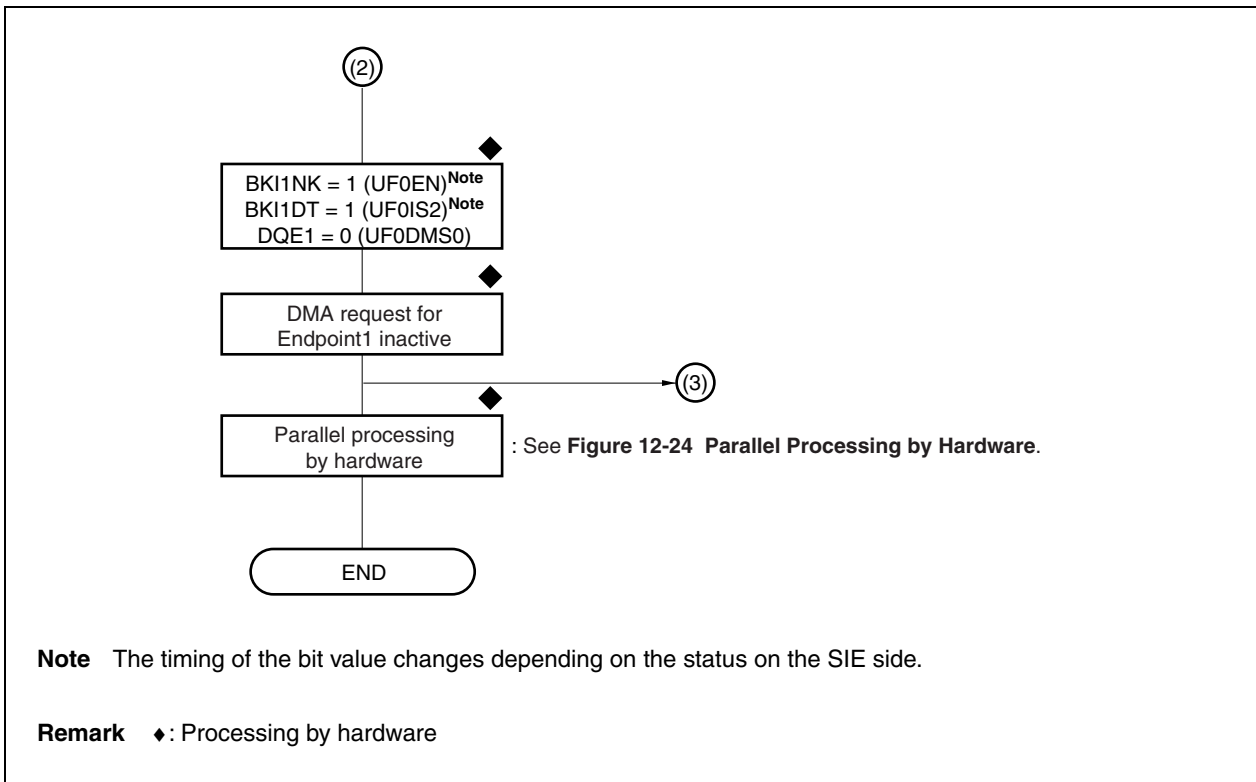 (2)
BKI1NK = 1 (UF0EN)Note
BKI1DT = 1 (UF0IS2)Note
DQE1 = 0 (UF0DMS0)
DMA request for
Endpoint1 inactive
(3)
Parallel processing
by hardware
: See Figure 12-24 Parallel Processing by Hardware.
END
Note The timing of the bit value changes depending on the status on the SIE side.
Remark ♦: Processing by hardware